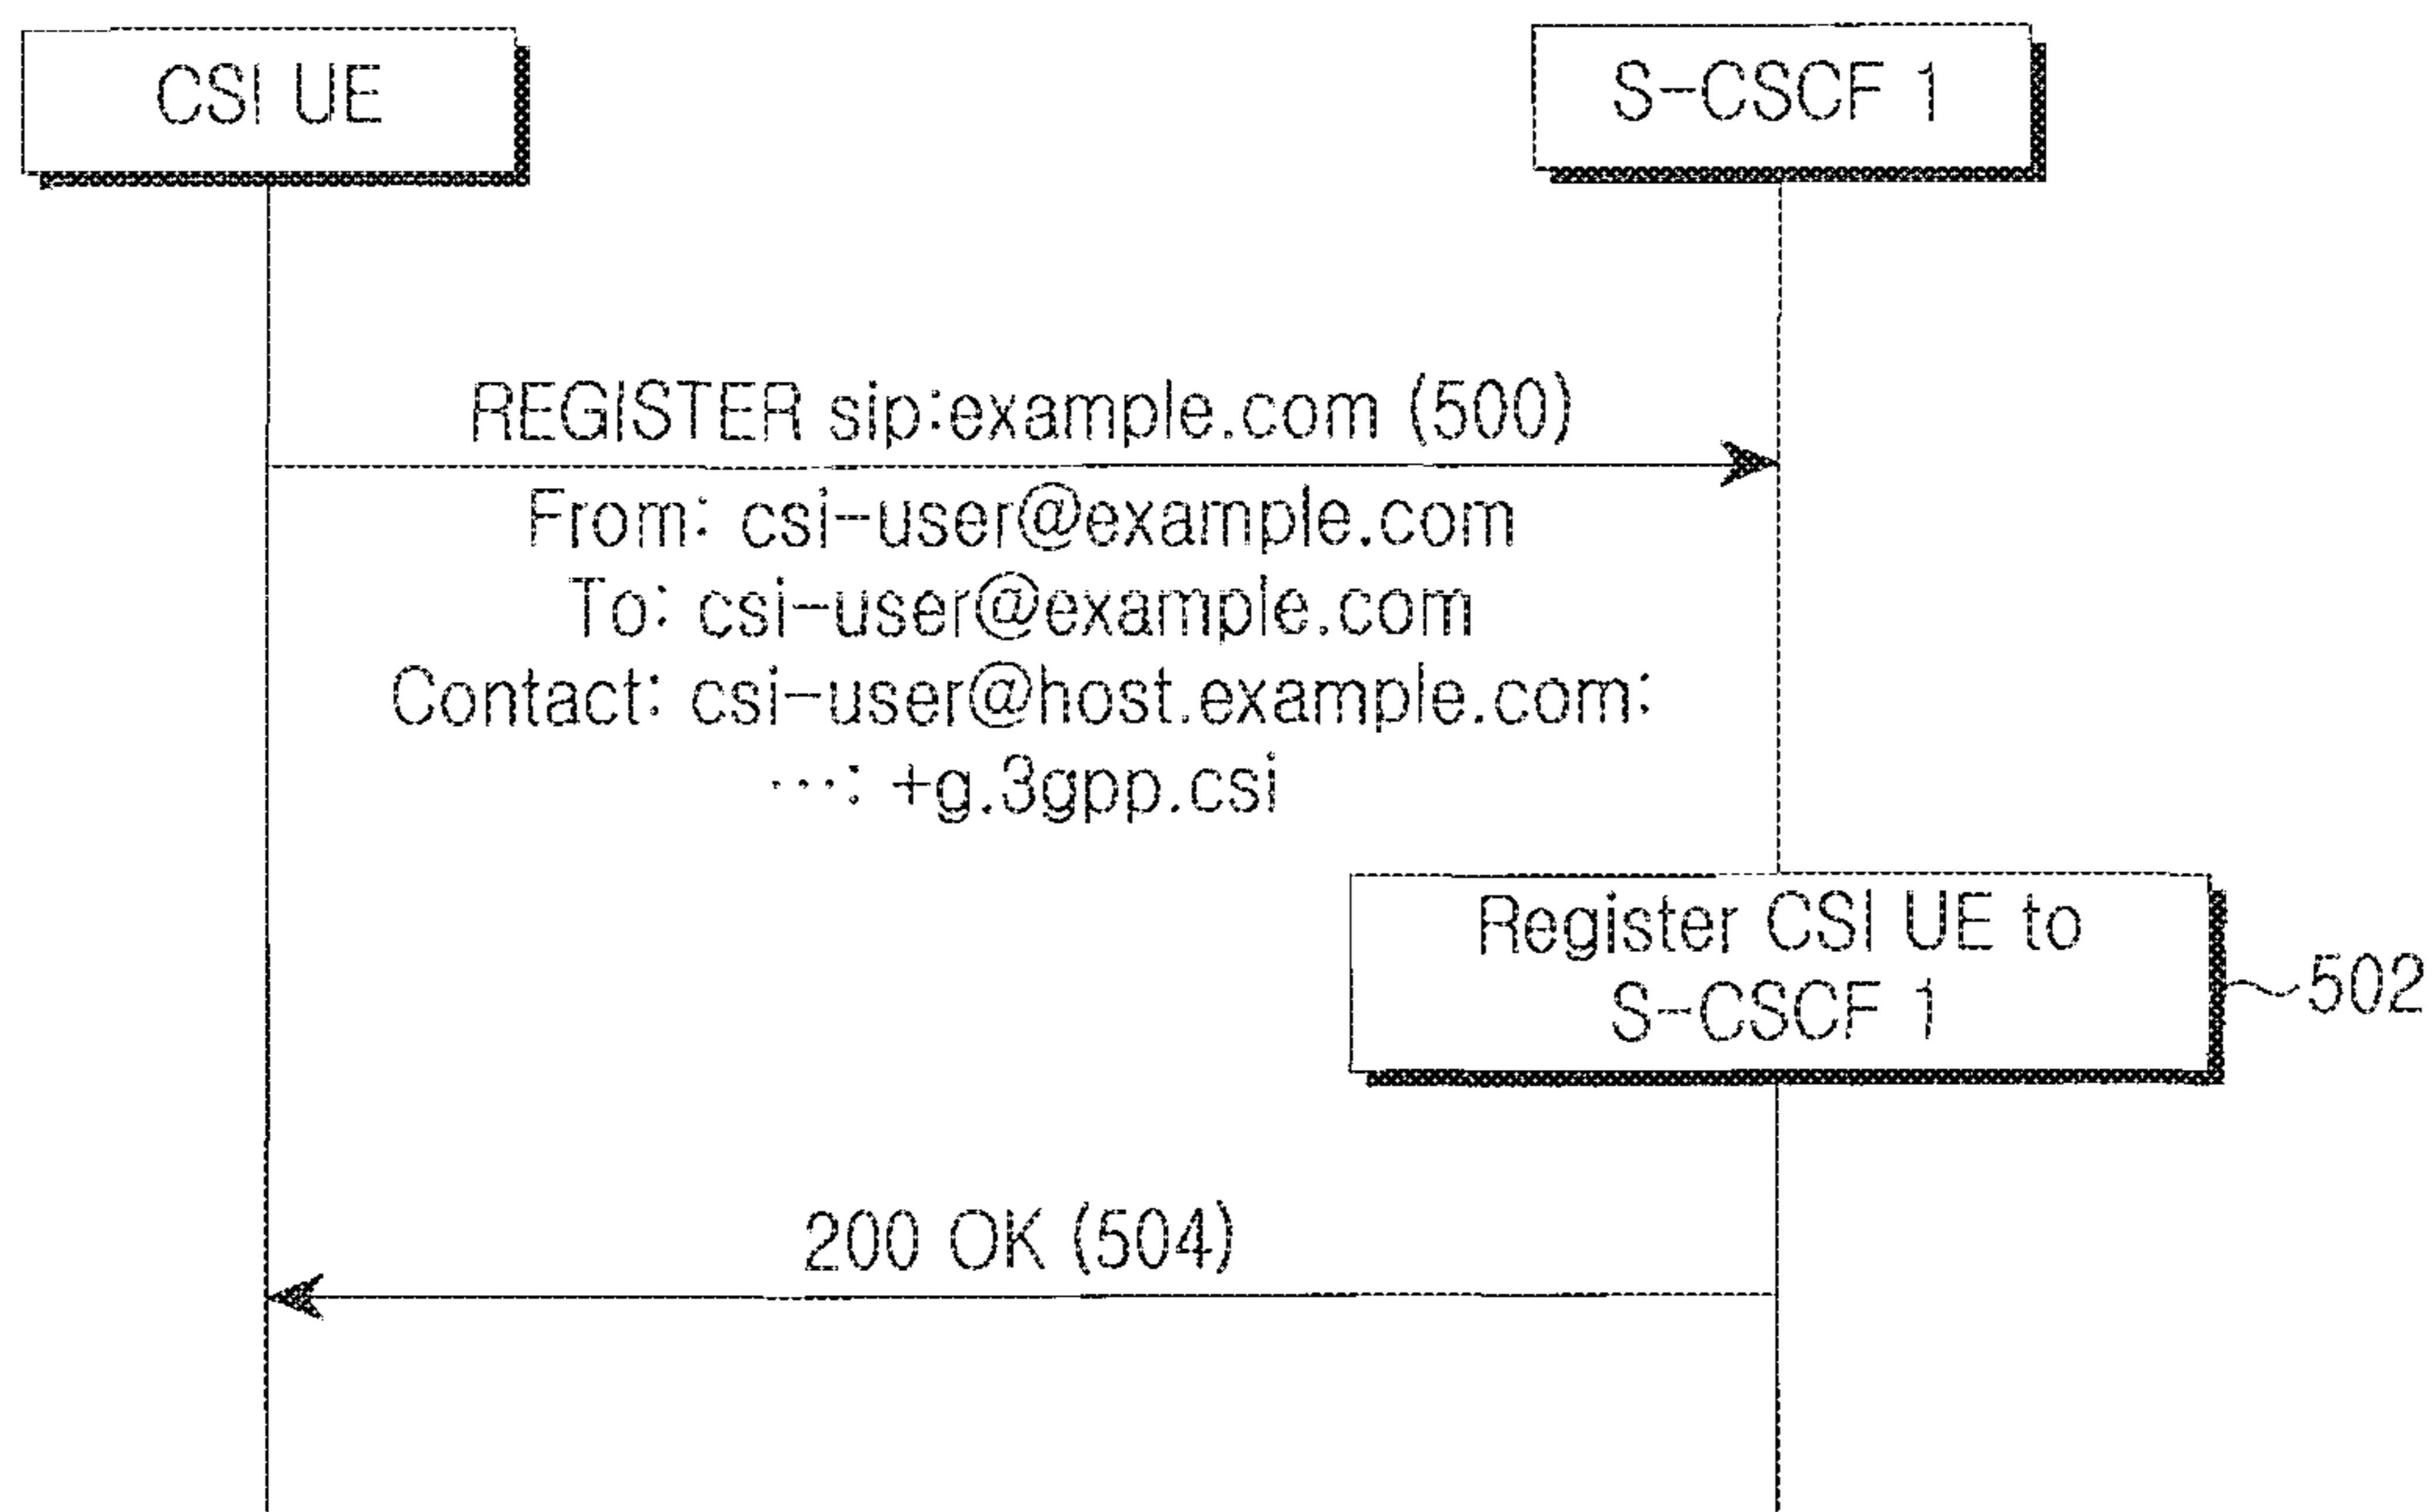 CSI UE
S-CSCF 1
REGISTER sip:example.com (500)
From: csi-user@example.com
To: csi-user@example.com
Contact: csi-user@host.example.com;
...: +g.3gpp.csi
Register CSI UE to
S-CSCF 1
502
200 OK (504)